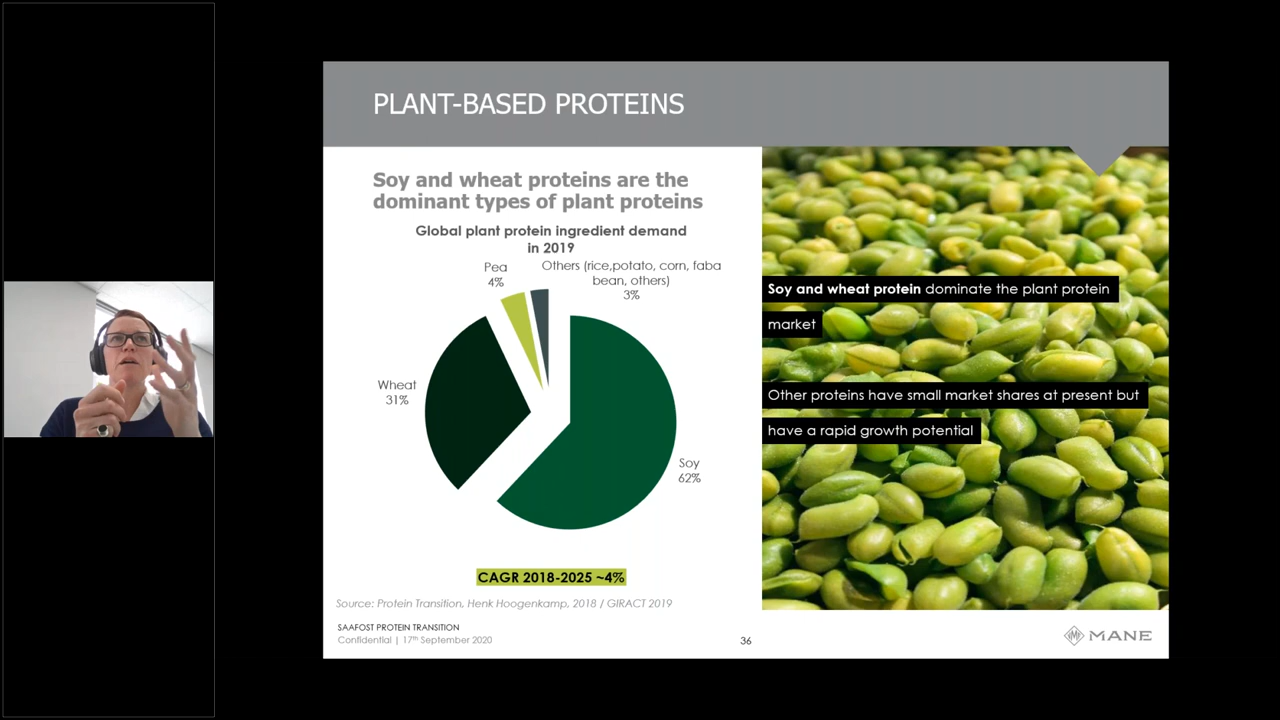 PLANT-BASED PROTEINS
Soy and wheat proteins are the
dominant types of plant proteins
Global plant protein ingredient demand
in 2019
Pea
4%
Others (rice,potato, corn, faba
bean, others)
3%
Wheat
31%
Soy
62%
CAGR 2018-2025 ~4%
Source: Protein Transition, Henk Hoogenkamp, 2018 / GIRACT 2019
Soy and wheat protein dominate the plant protein
market
Other proteins have small market shares at present but
have a rapid growth potential
SAAFOST PROTEIN TRANSITION
Confidential | 17th September 2020
36
MANE